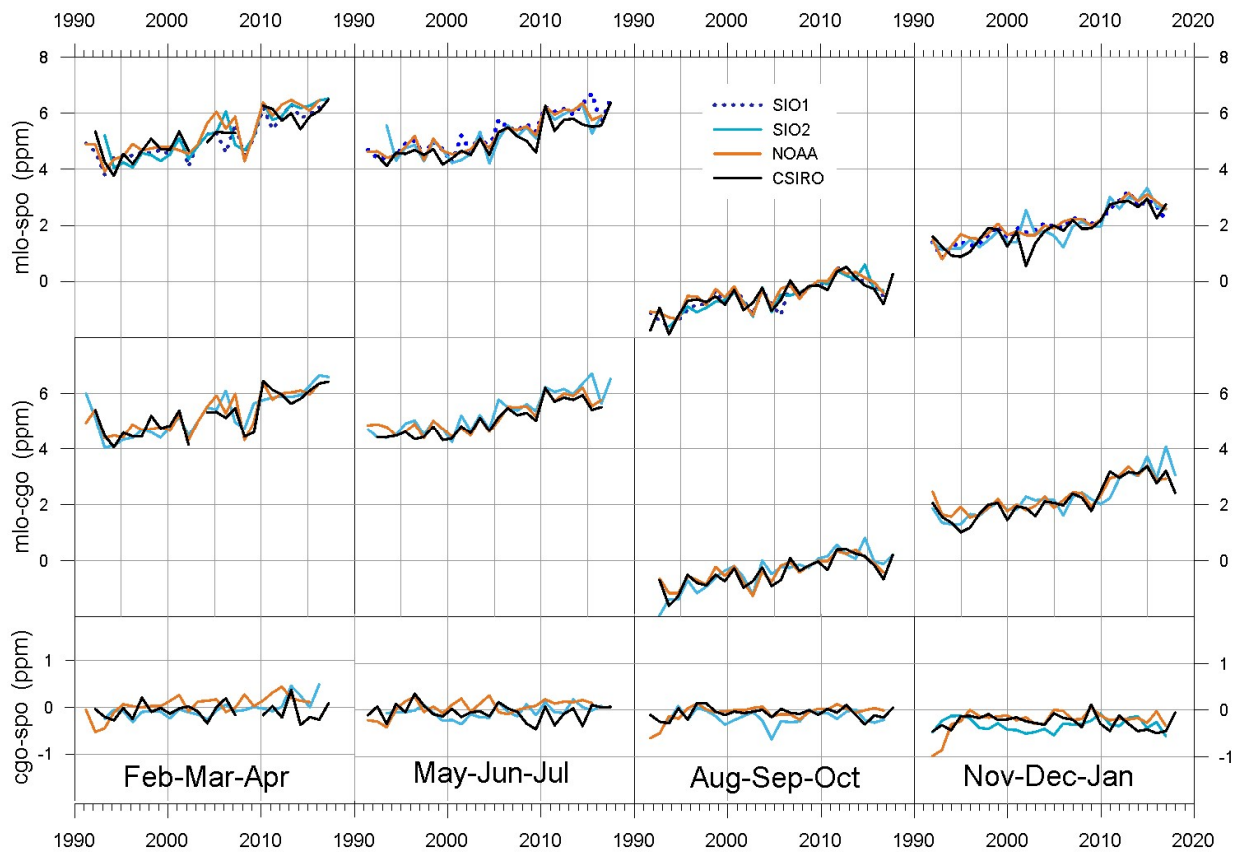 1990 2000 2010 1990 2000 2010 1990 2000 2010 1990 2000 2010 2020
8 8
6 6
4 4
2 2
0 0
mlo-spo (ppm)
SIO1
SIO2
NOAA
CSIRO
6 6
4 4
2 2
0 0
mlo-cgo (ppm)
1 1
0 0
-1 -1
cgo-spo (ppm)
Feb-Mar-Apr May-Jun-Jul Aug-Sep-Oct Nov-Dec-Jan
1990 2000 2010 1990 2000 2010 1990 2000 2010 1990 2000 2010 2020